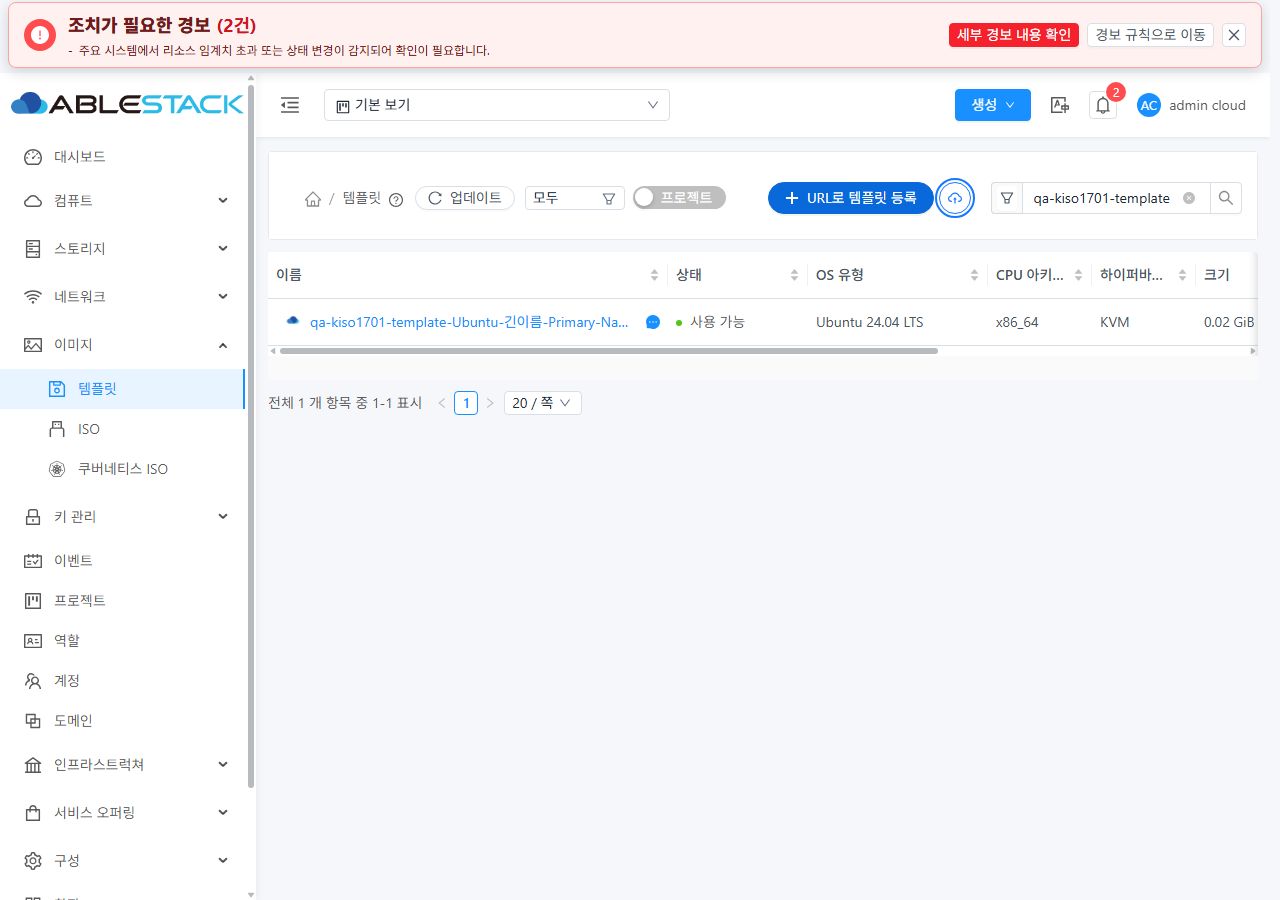 조치가 필요한 경보 (2건)
- 주요 시스템에서 리소스 임계치 초과 또는 상태 변경이 감지되어 확인이 필요합니다.
세부 경보 내용 확인
경보 규칙으로 이동
ABLESTACK
기본 보기
생성
2
AC
admin cloud
대시보드
컴퓨트
스토리지
네트워크
이미지
템플릿
ISO
쿠버네티스 ISO
키 관리
이벤트
프로젝트
역할
계정
도메인
인프라스트럭쳐
서비스 오퍼링
구성
/ 템플릿
업데이트
모두
프로젝트
URL로 템플릿 등록
qa-kiso1701-template
이름 상태 OS 유형 CPU 아키... 하이퍼바... 크기
qa-kiso1701-template-Ubuntu-긴이름-Primary-Na... 사용 가능 Ubuntu 24.04 LTS x86_64 KVM 0.02 GiB
전체 1 개 항목 중 1-1 표시 < 1 > 20 / 쪽